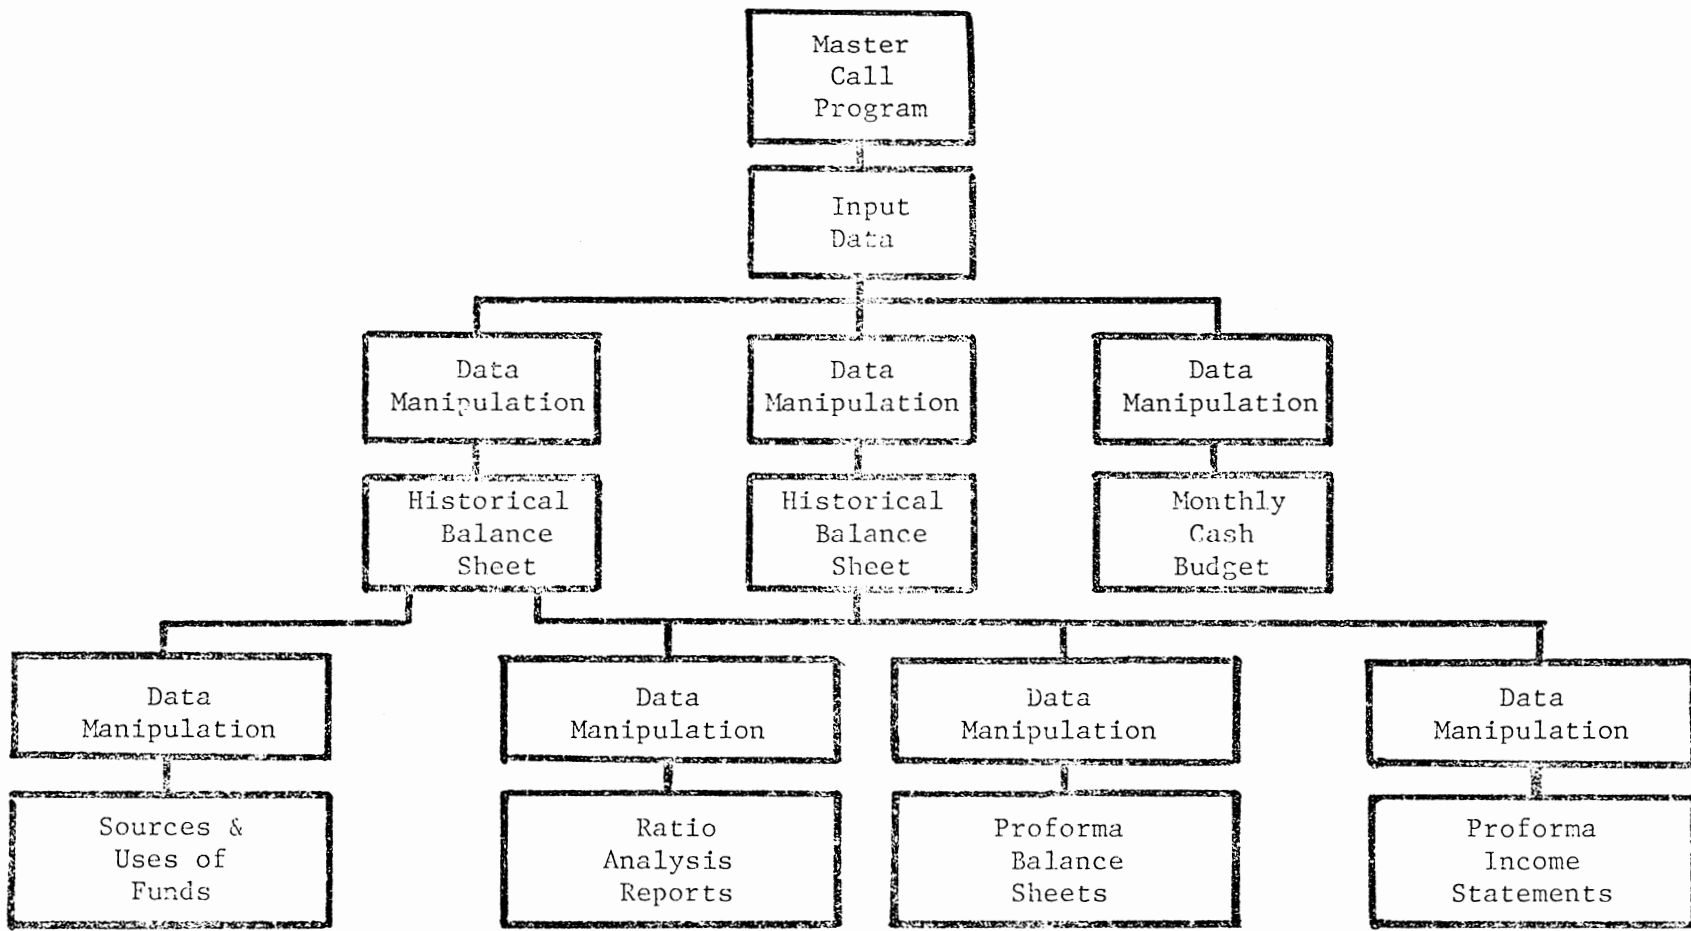 Master
Call
Program
Input
Data
Data
Manipulation
Data
Manipulation
Data
Manipulation
Historical
Balance
Sheet
Historical
Balance
Sheet
Monthly
Cash
Budget
Data
Manipulation
Data
Manipulation
Data
Manipulation
Data
Manipulation
Sources &
Uses of
Funds
Ratio
Analysis
Reports
Proforma
Balance
Sheets
Proforma
Income
Statements